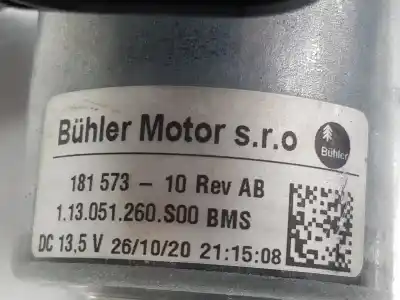 Bühler Motor s.r.o
Bühler
181 573 - 10 Rev AB
1.13.051.260.S00 BMS
DC 13,5 V 26/10/20 21:15:08